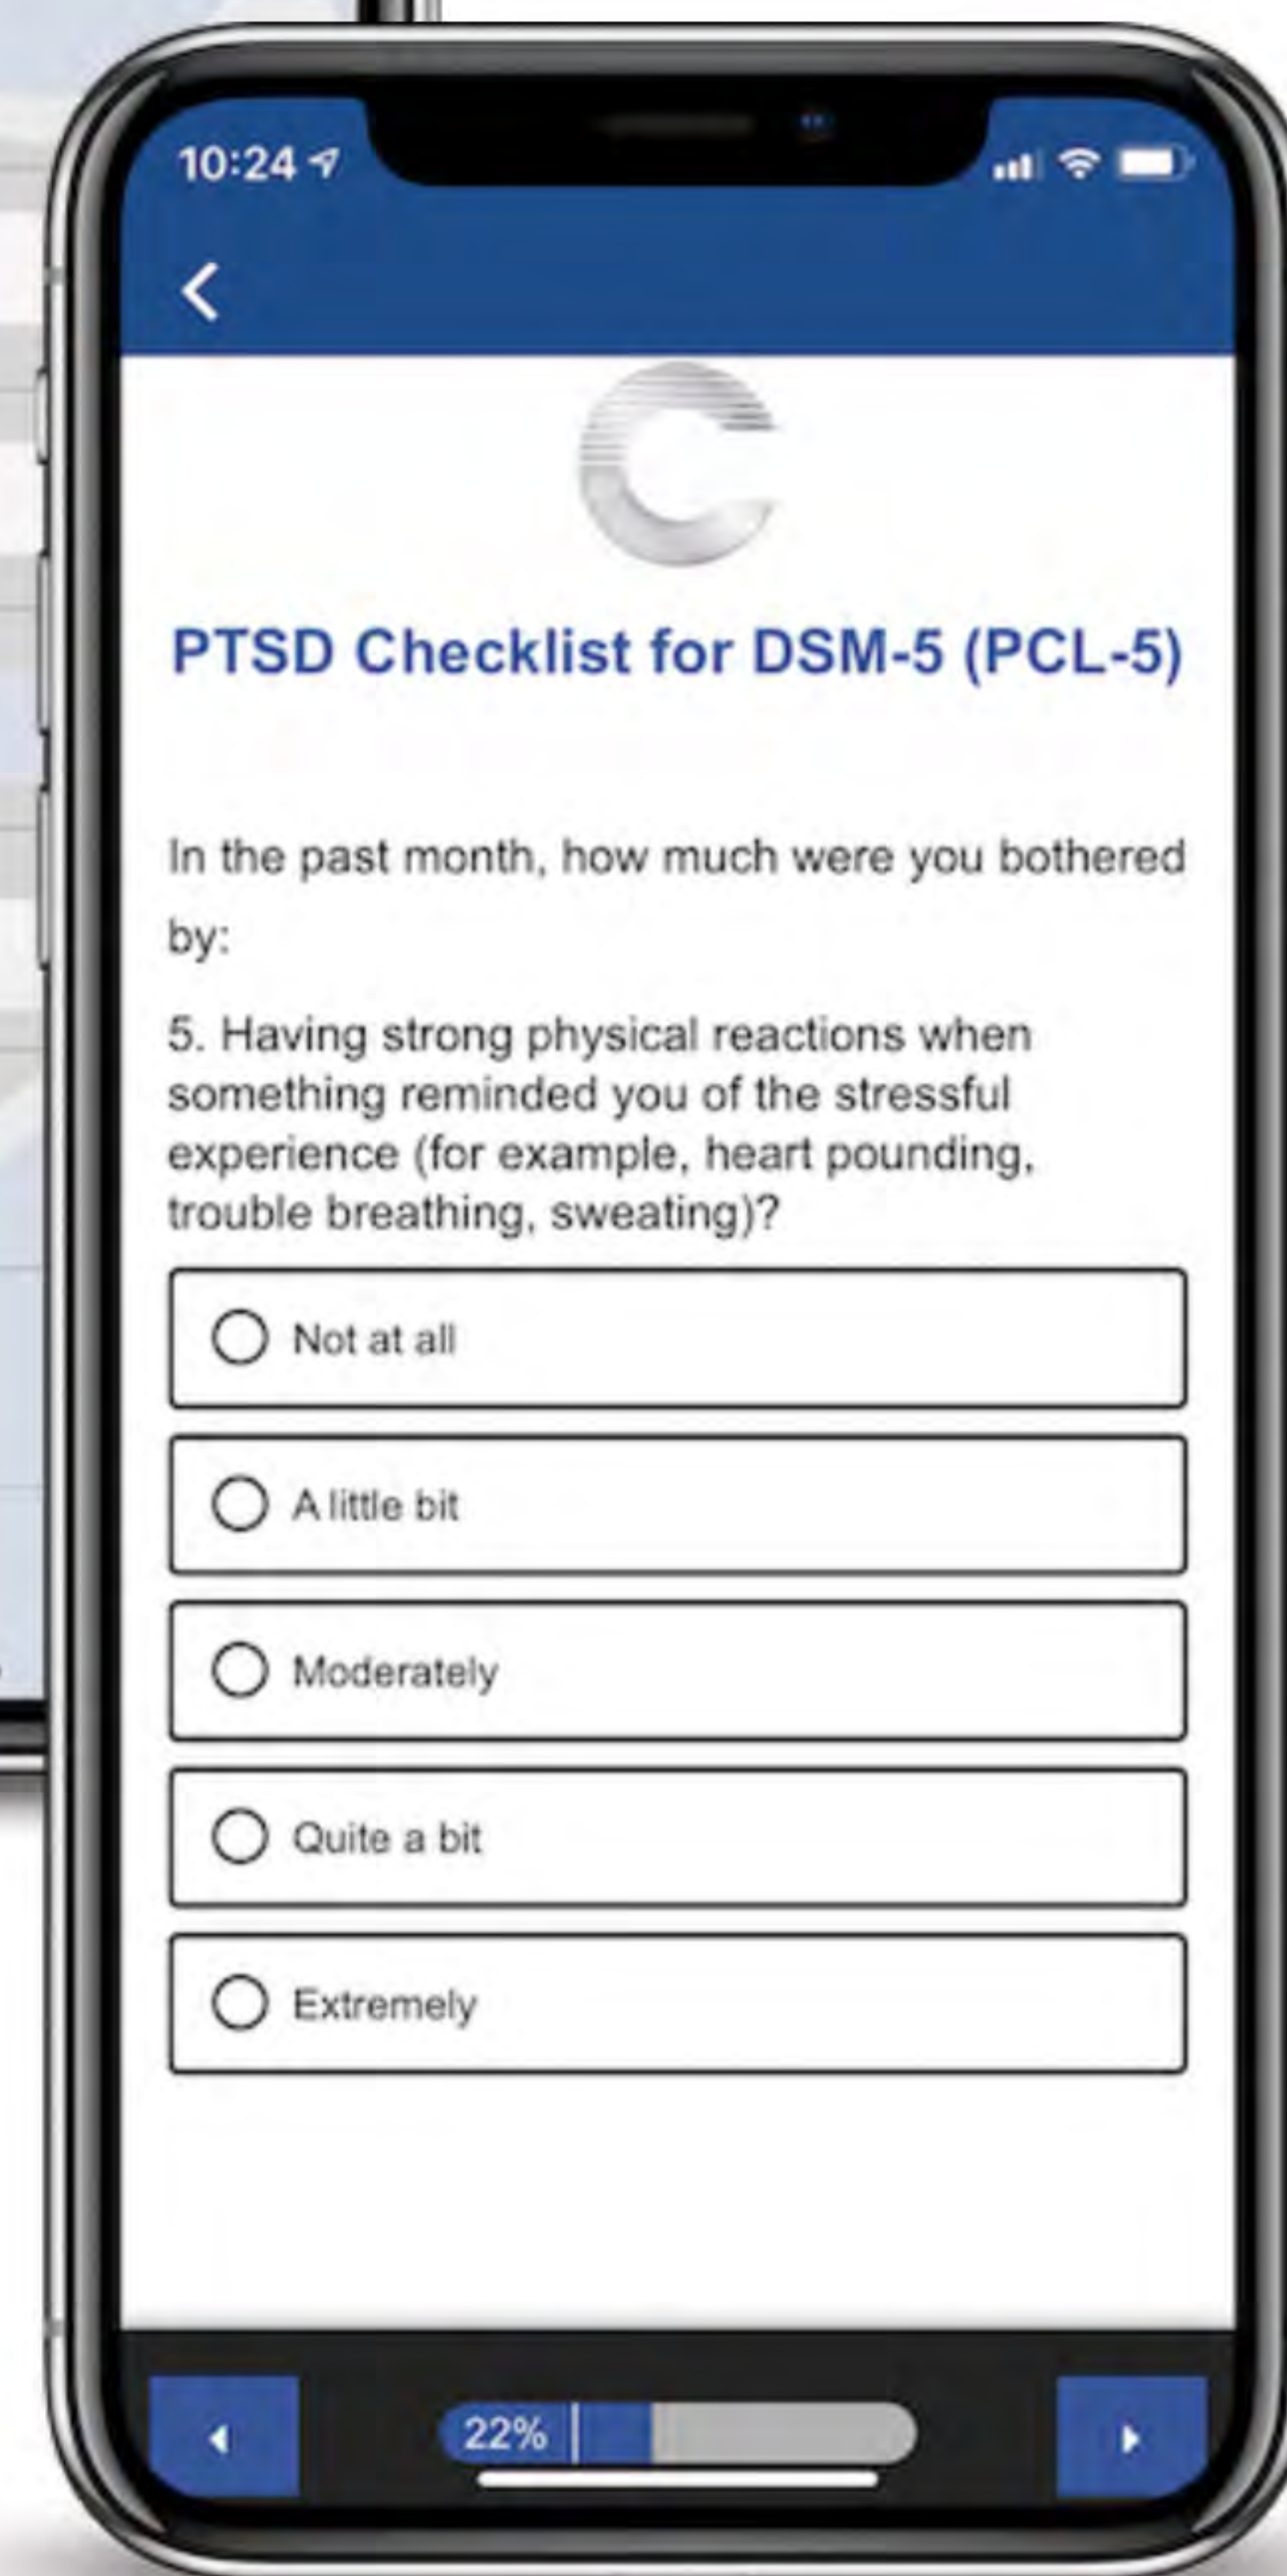 10:24
PTSD Checklist for DSM-5 (PCL-5)
In the past month, how much were you bothered
by:
5. Having strong physical reactions when
something reminded you of the stressful
experience (for example, heart pounding,
trouble breathing, sweating)?
Not at all
A little bit
Moderately
Quite a bit
Extremely
22%